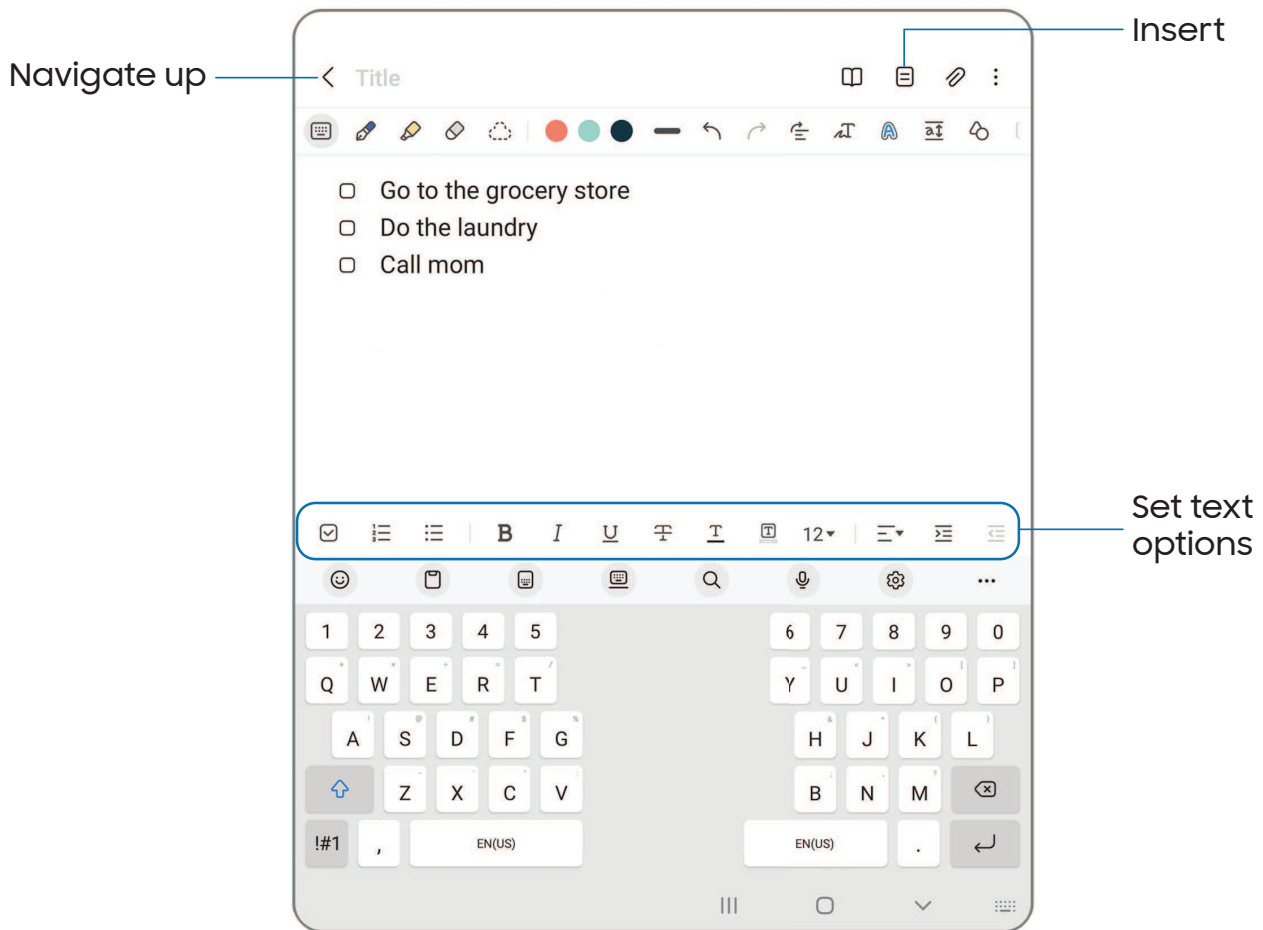 Insert
Navigate up
Title
Go to the grocery store
Do the laundry
Call mom
Set text
options
B I U T T T 12
1 2 3 4 5 6 7 8 9 0
Q W E R T Y U I O P
A S D F G H J K L
Z X C V B N M
!#1 , EN(US) EN(US) .